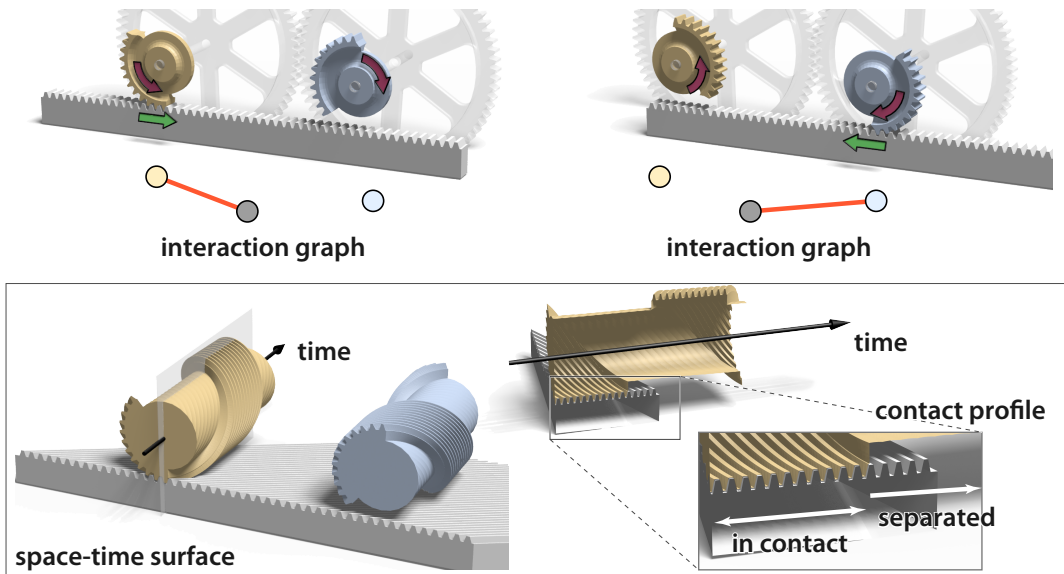 interaction graph
interaction graph
time
time
contact profile
separated
in contact
space-time surface